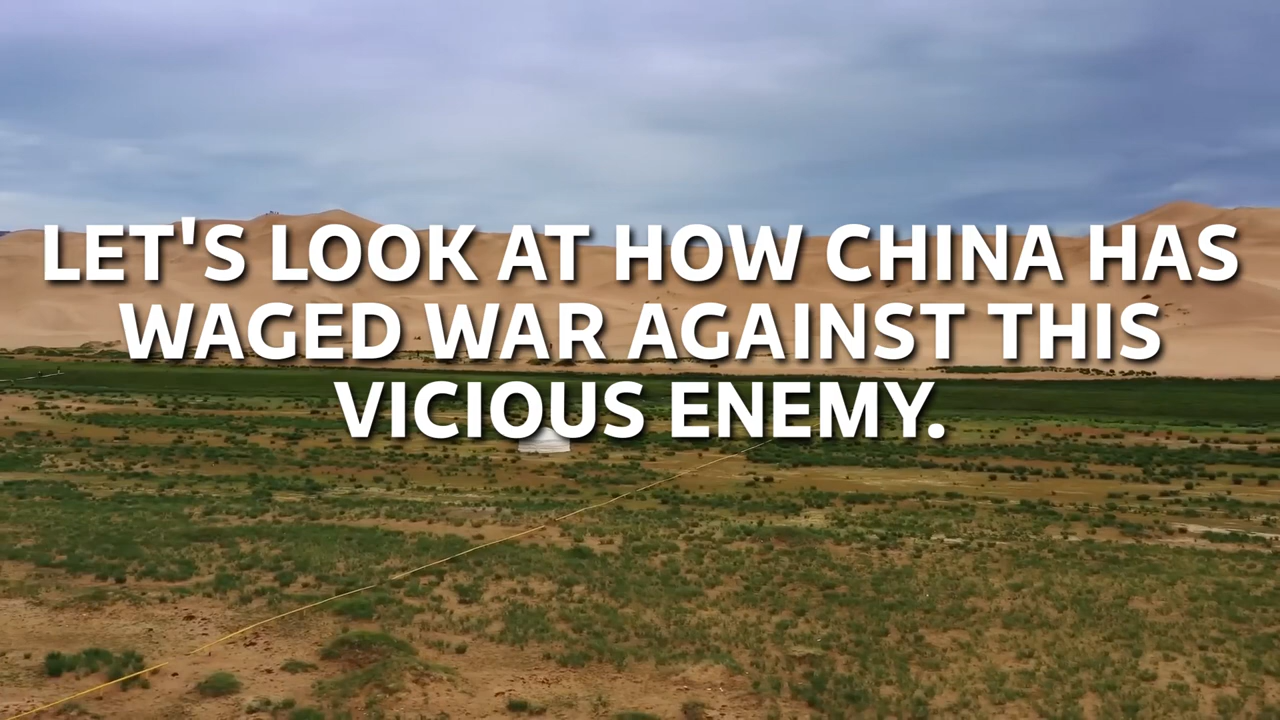 LET'S LOOK AT HOW CHINA HAS
WAGED WAR AGAINST THIS
VICIOUS ENEMY.